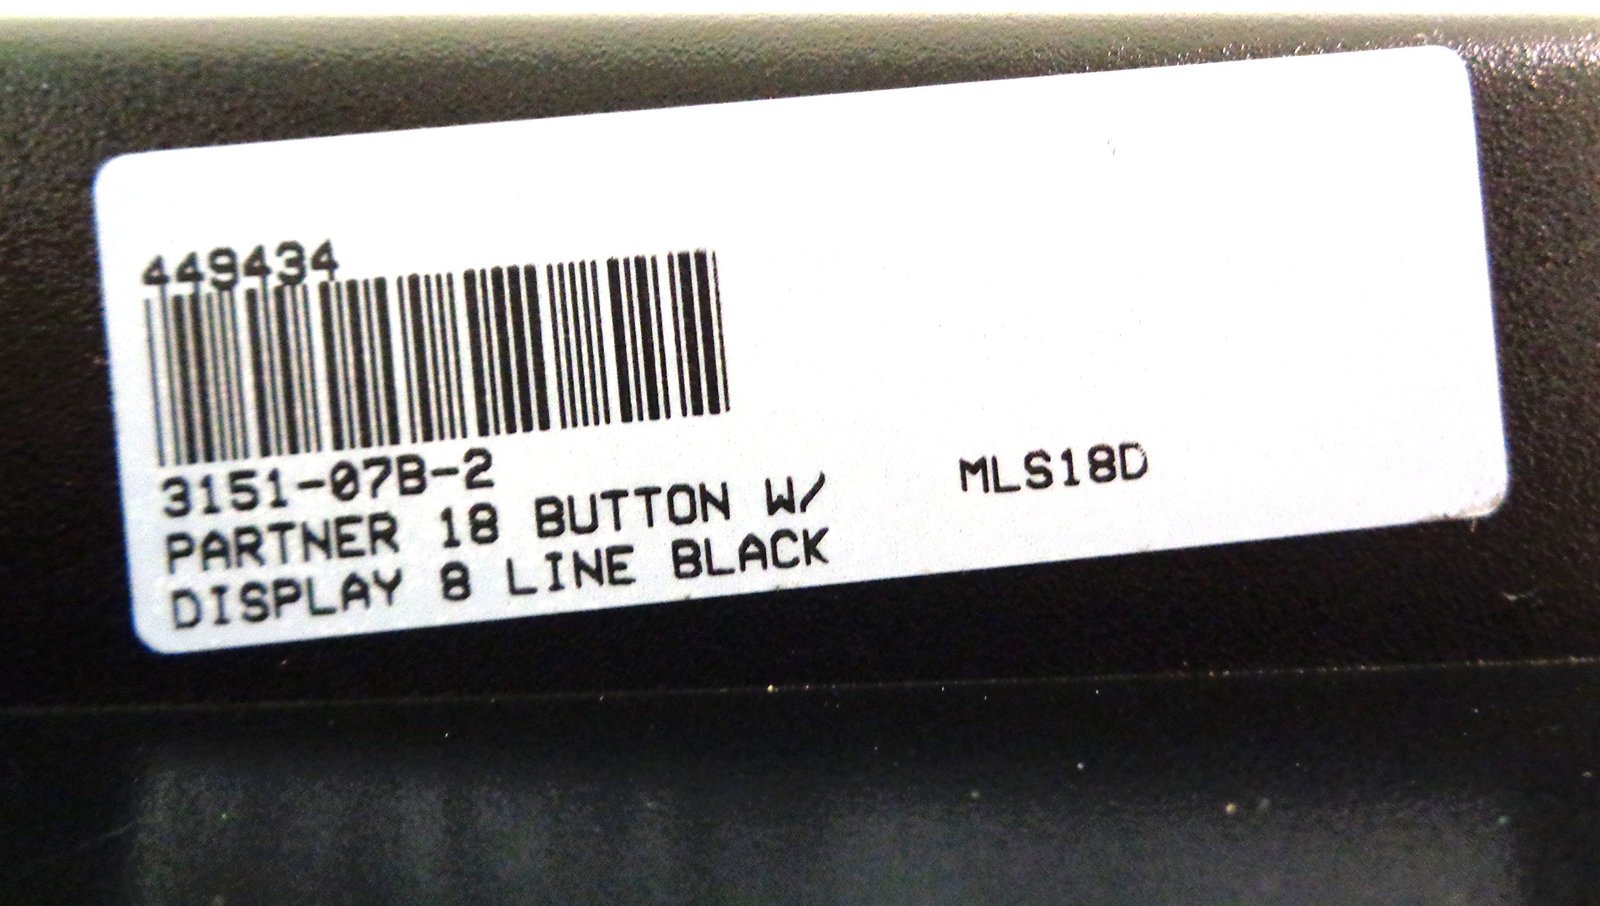 449434
3151-07B-2
PARTNER 18 BUTTON W/ MLS18D
DISPLAY 8 LINE BLACK